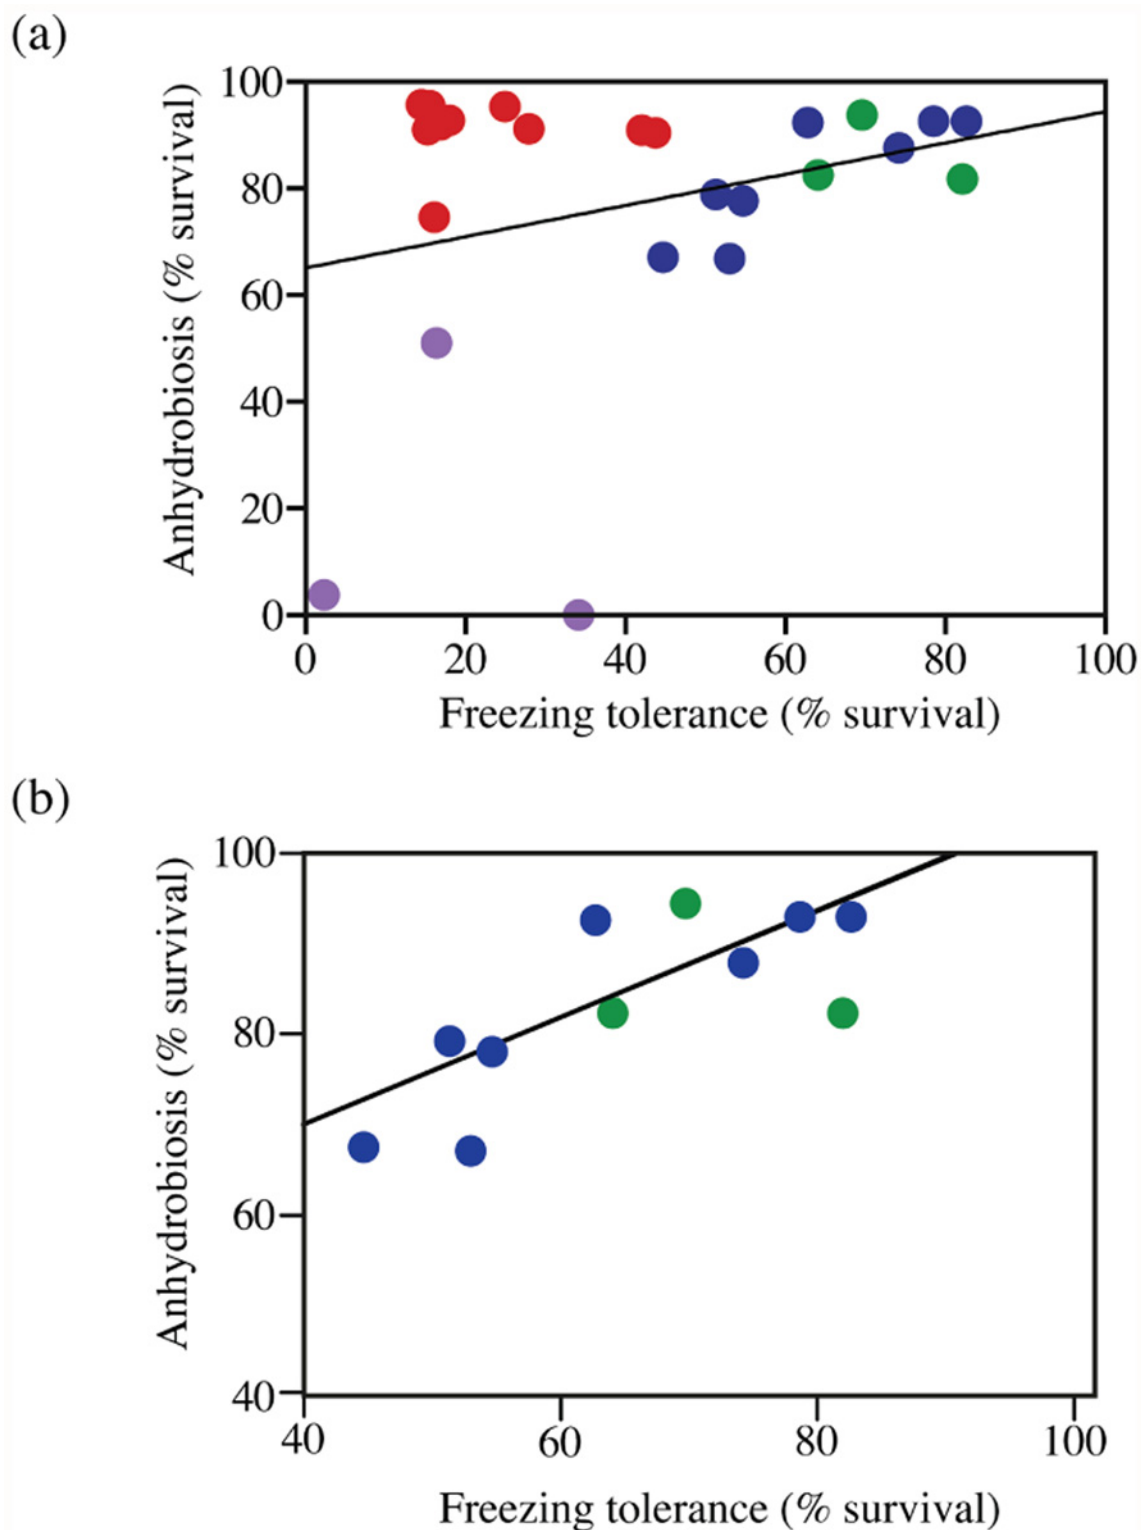 (a)
100
80
60
40
20
0
Anhydrobiosis (% survival)
0 20 40 60 80 100
Freezing tolerance (% survival)
(b)
100
80
60
40
Anhydrobiosis (% survival)
40 60 80 100
Freezing tolerance (% survival)